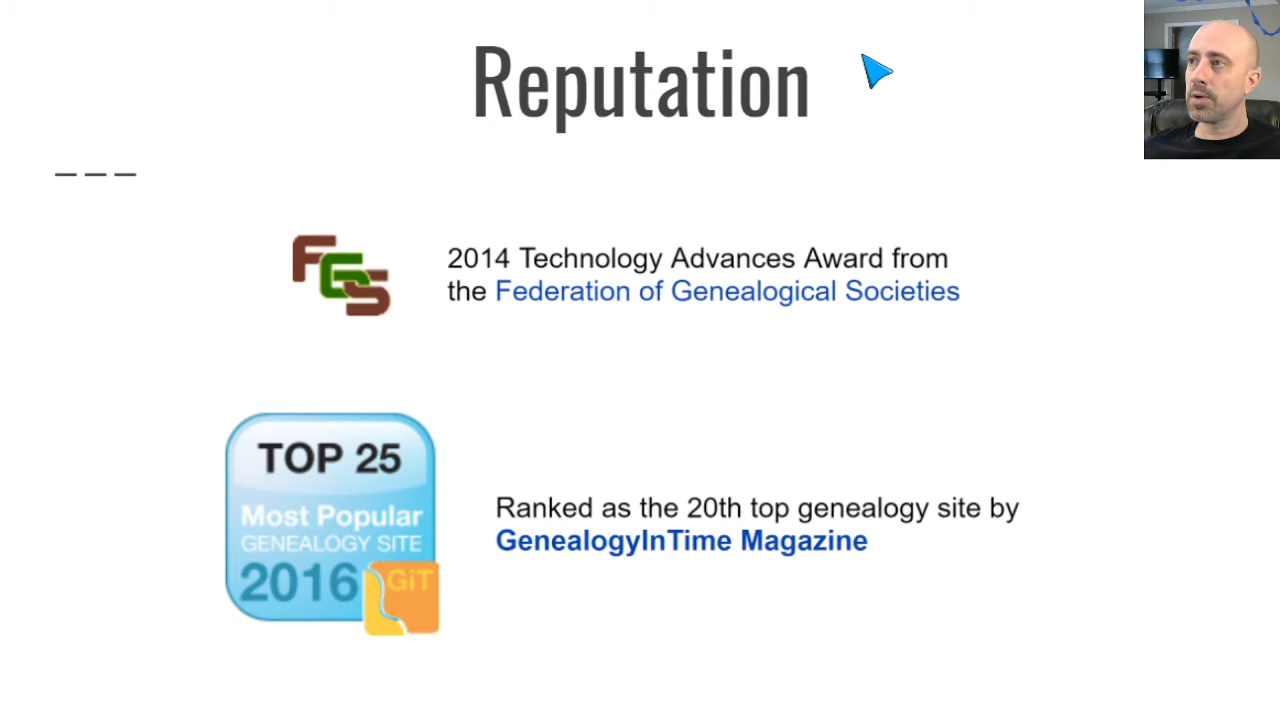 Reputation
FGS
2014 Technology Advances Award from
the Federation of Genealogical Societies
TOP 25
Most Popular
GENEALOGY SITE
2016
GiT
Ranked as the 20th top genealogy site by
GenealogyInTime Magazine